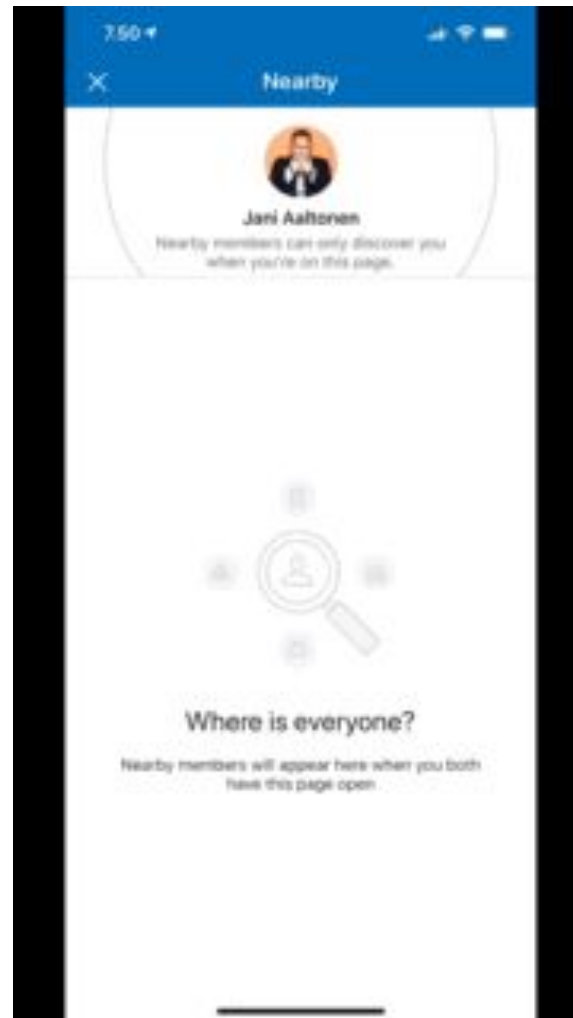 7.50
Nearby
Jani Aaltonen
Nearby members can only discover you
when you're on this page.
Where is everyone?
Nearby members will appear here when you both
have this page open